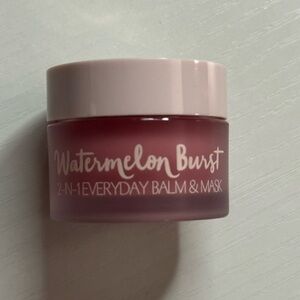 Watermelon Burst
2-IN-1 EVERYDAY BALM & MASK